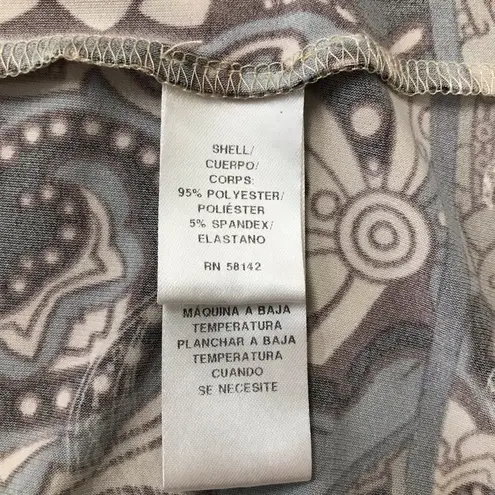 SHELL/
CUERPO/
CORPS:
95% POLYESTER/
POLIÉSTER
5% SPANDEX/
ELASTANO
RN 58142
MÁQUINA A BAJA
TEMPERATURA
PLANCHAR A BAJA
TEMPERATURA
CUANDO
SE NECESITE